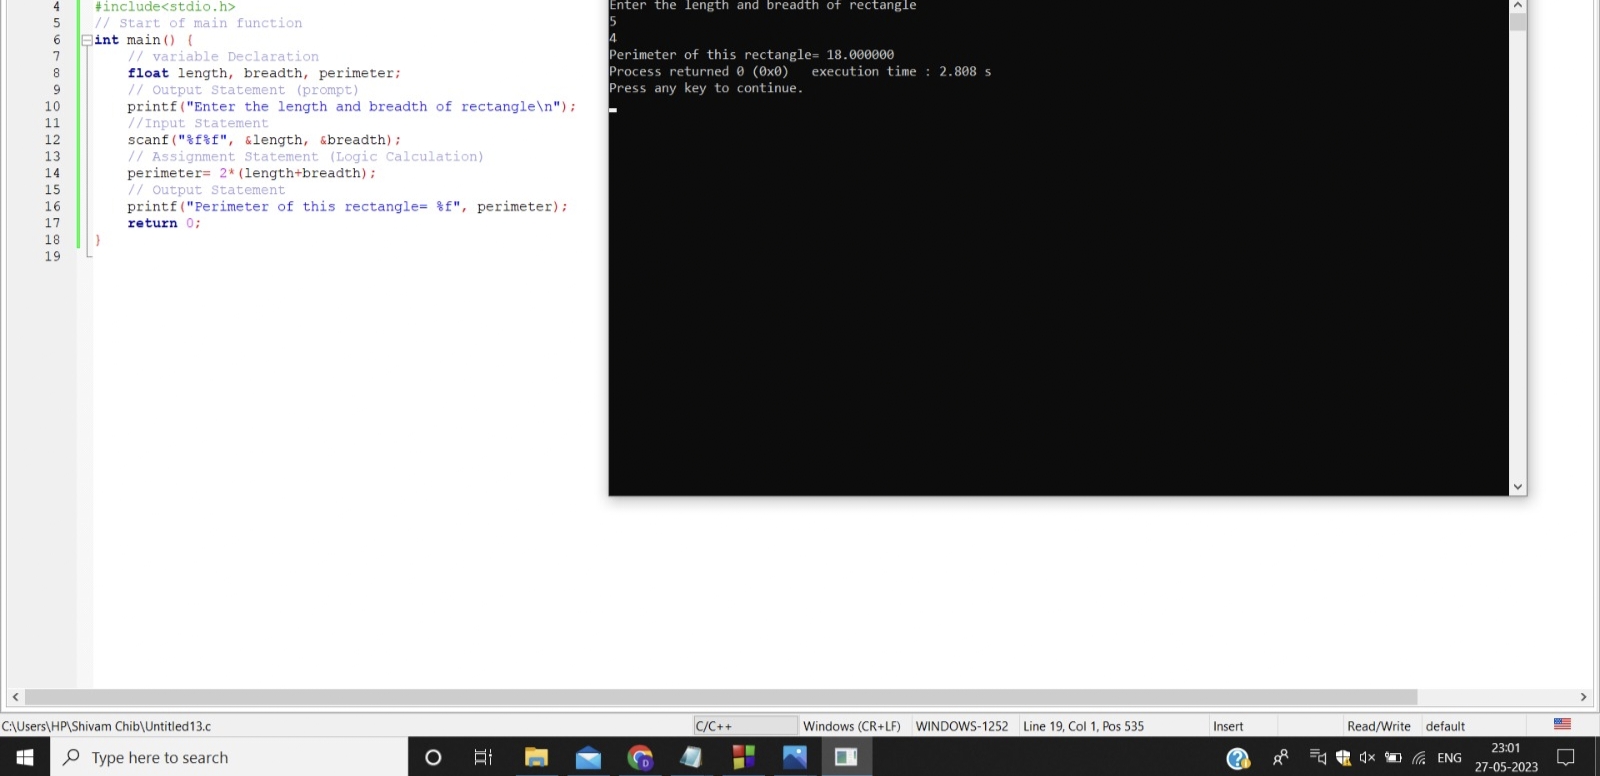 4 #include<stdio.h>
5 // Start of main function
6 int main() {
7 // variable Declaration
8 float length, breadth, perimeter;
9 // Output Statement (prompt)
10 printf("Enter the length and breadth of rectangle\n");
11 //Input Statement
12 scanf("%f%f", &length, &breadth);
13 // Assignment Statement (Logic Calculation)
14 perimeter= 2*(length+breadth);
15 // Output Statement
16 printf("Perimeter of this rectangle= %f", perimeter);
17 return 0;
18 }
19
Enter the length and breadth of rectangle
5
4
Perimeter of this rectangle= 18.000000
Process returned 0 (0x0)   execution time : 2.808 s
Press any key to continue.
C:\Users\HP\Shivam Chib\Untitled13.c C/C++ Windows (CR+LF) WINDOWS-1252 Line 19, Col 1, Pos 535 Insert Read/Write default
Type here to search D ENG 23:01
27-05-2023